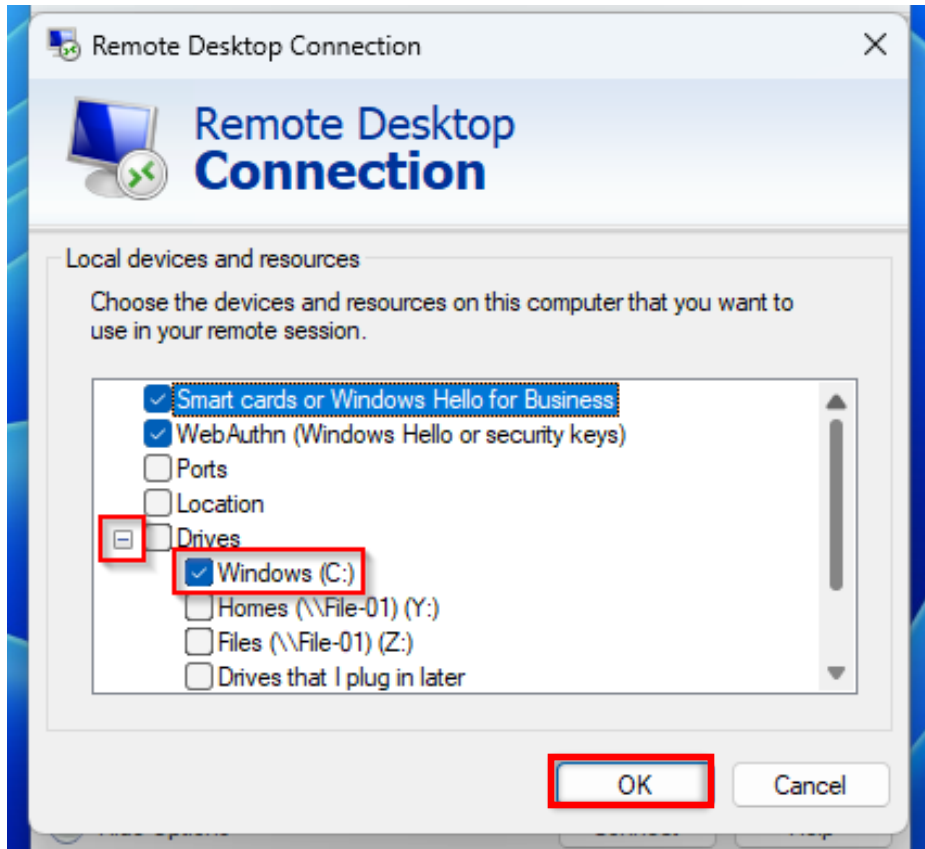 Remote Desktop Connection
Remote Desktop
Connection
Local devices and resources
Choose the devices and resources on this computer that you want to
use in your remote session.
Smart cards or Windows Hello for Business
WebAuthn (Windows Hello or security keys)
Ports
Location
Drives
Windows (C:)
Homes (\\File-01) (Y:)
Files (\\File-01) (Z:)
Drives that I plug in later
OK
Cancel